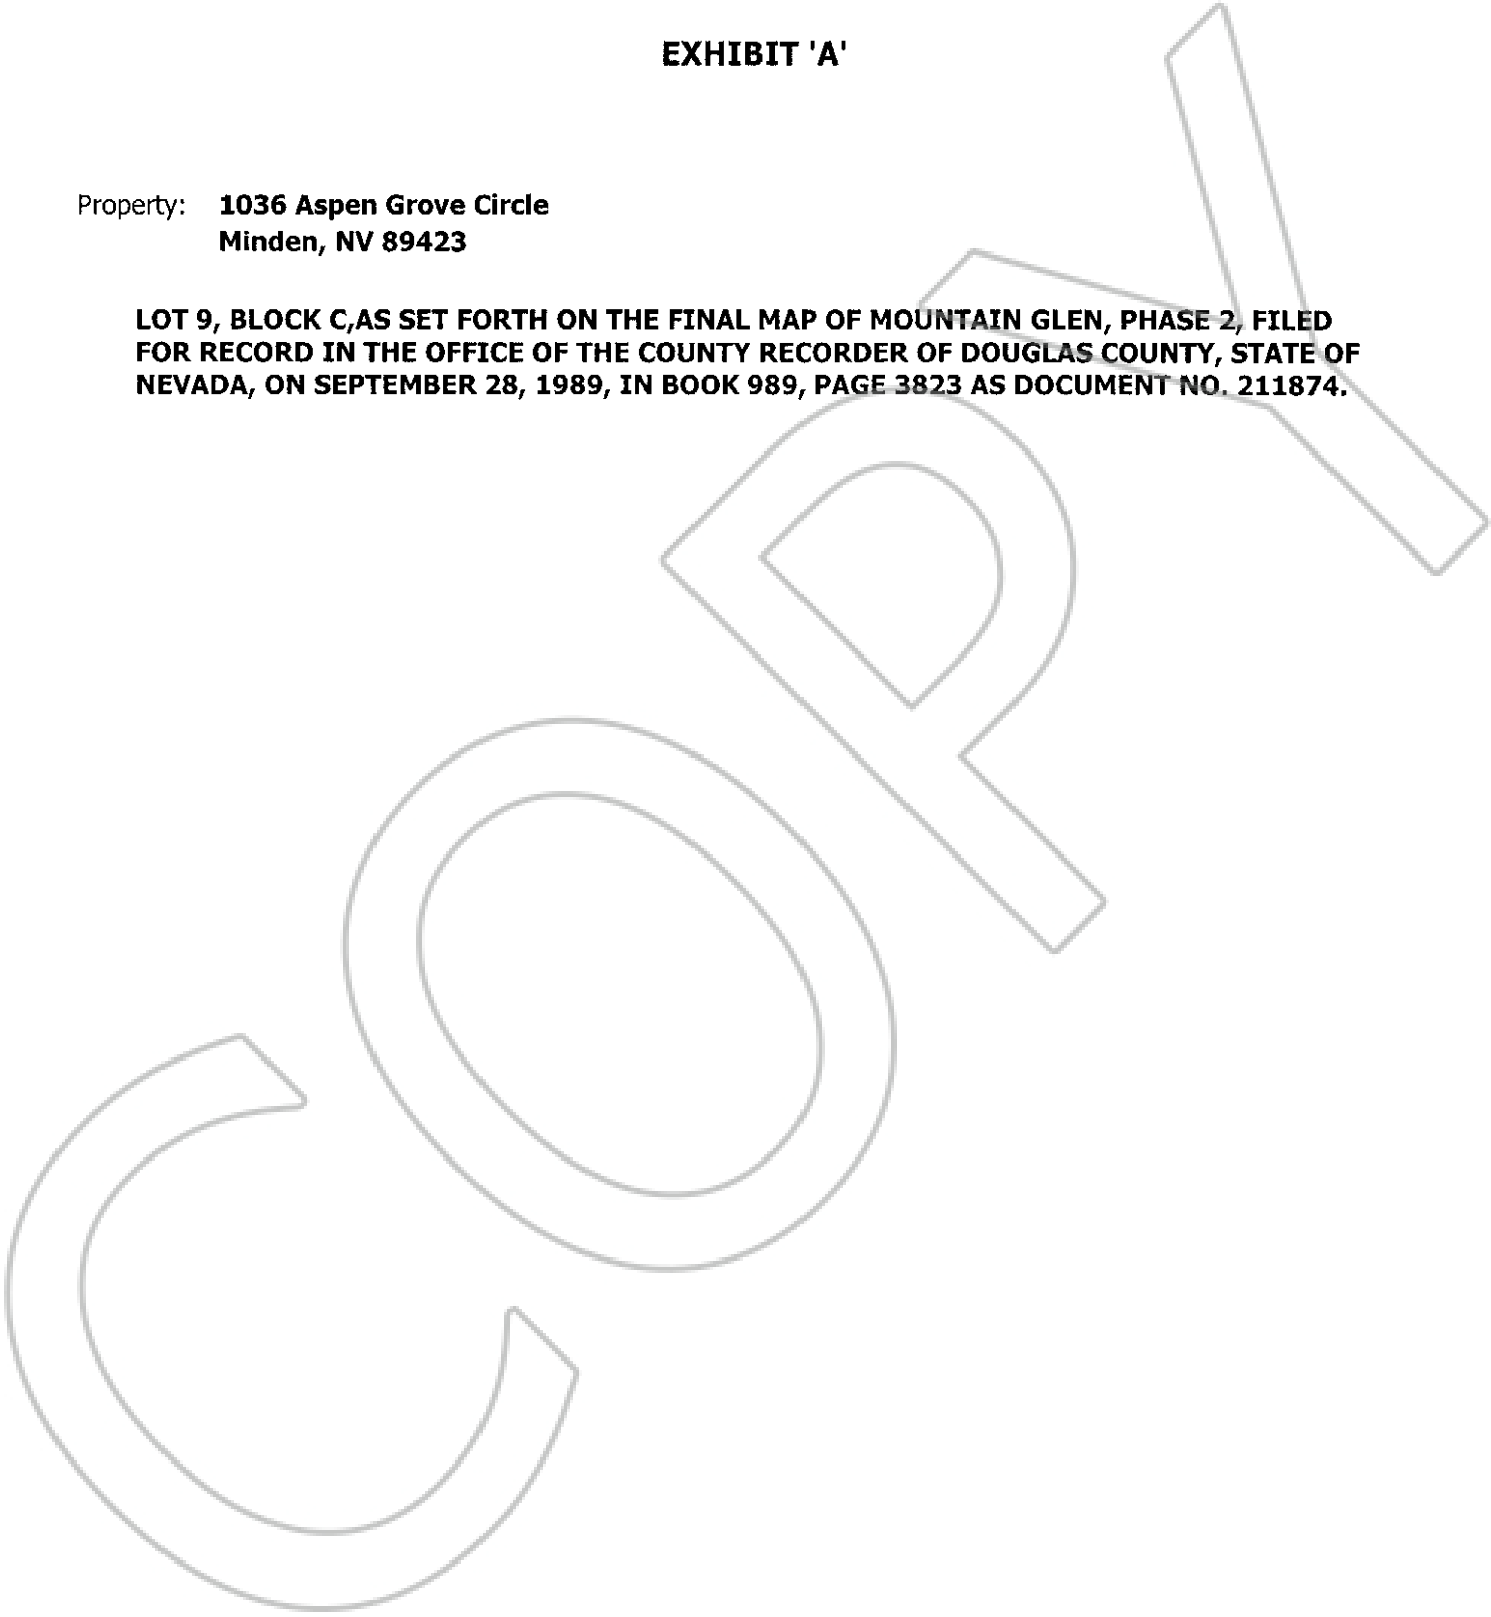 EXHIBIT 'A'
Property: 1036 Aspen Grove Circle
Minden, NV 89423
LOT 9, BLOCK C,AS SET FORTH ON THE FINAL MAP OF MOUNTAIN GLEN, PHASE 2, FILED
FOR RECORD IN THE OFFICE OF THE COUNTY RECORDER OF DOUGLAS COUNTY, STATE OF
NEVADA, ON SEPTEMBER 28, 1989, IN BOOK 989, PAGE 3823 AS DOCUMENT NO. 211874.
COPY